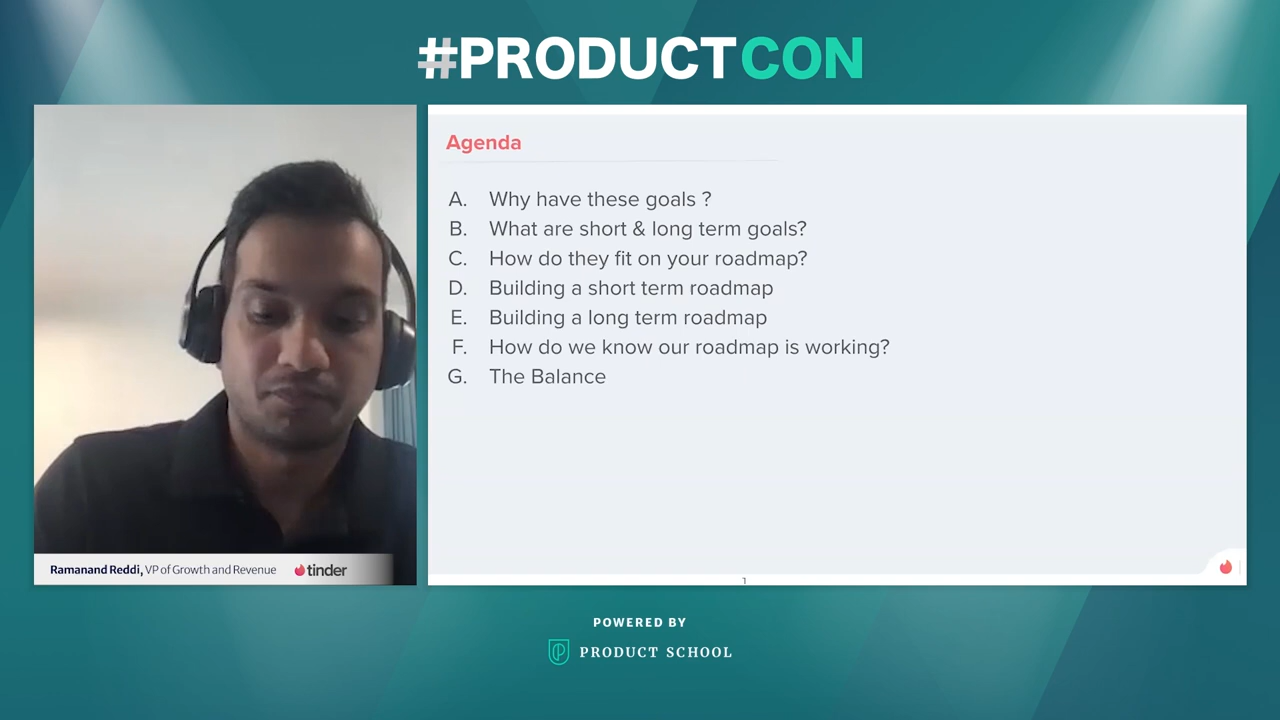 #PRODUCTCON
Agenda
A. Why have these goals ?
B. What are short & long term goals?
C. How do they fit on your roadmap?
D. Building a short term roadmap
E. Building a long term roadmap
F. How do we know our roadmap is working?
G. The Balance
Ramanand Reddi, VP of Growth and Revenue tinder
1
POWERED BY
PRODUCT SCHOOL